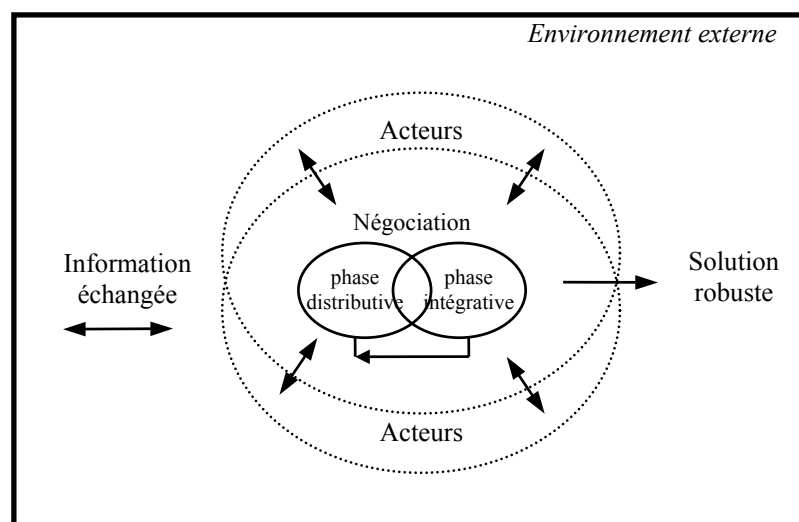 Environnement externe
Acteurs
Négociation
Information
échangée
phase
distributive
phase
intégrative
Solution
robuste
Acteurs